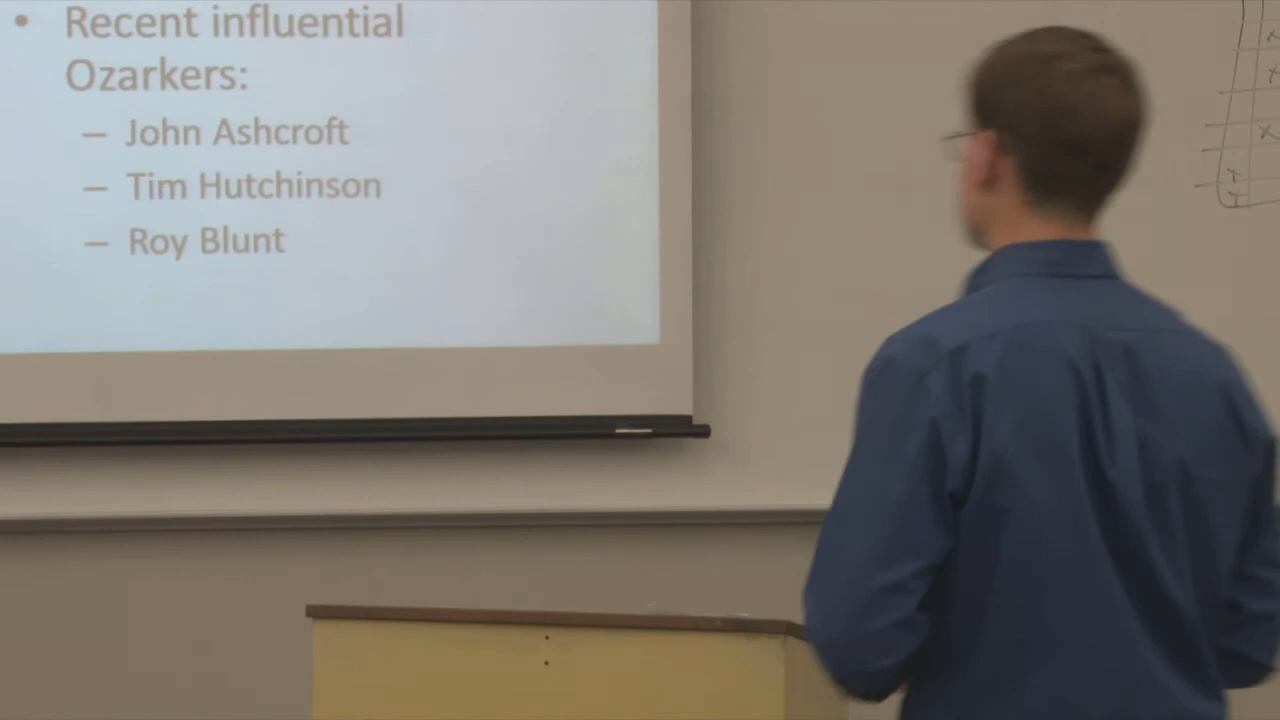 • Recent influential
Ozarkers:
– John Ashcroft
– Tim Hutchinson
– Roy Blunt
x
x
x
x